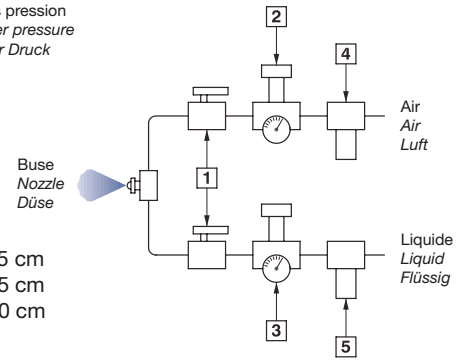 pression
pressure
Druck
2
4
Air
Air
Luft
Buse
Nozzle
Düse
1
5 cm
5 cm
0 cm
Liquide
Liquid
Flüssig
3
5